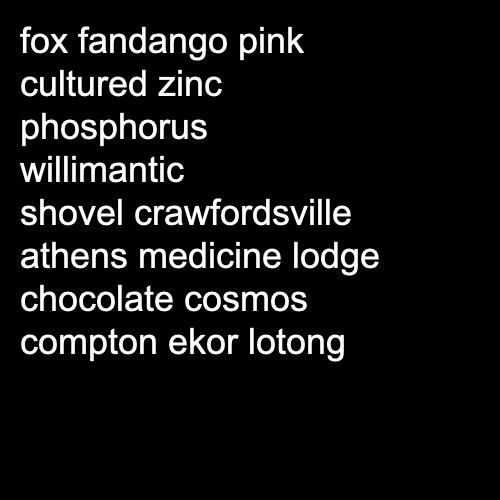 fox fandango pink
cultured zinc
phosphorus
willimantic
shovel crawfordsville
athens medicine lodge
chocolate cosmos
compton ekor lotong